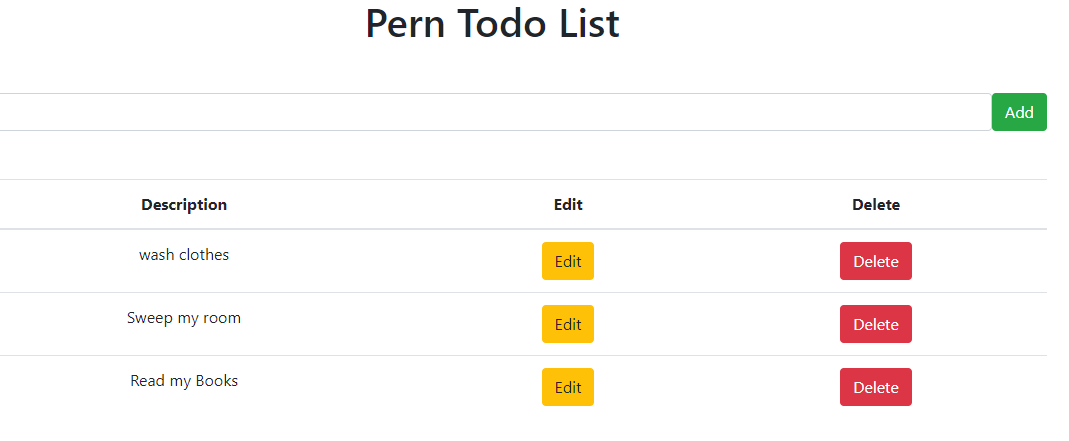 Pern Todo List
Add
Description Edit Delete
wash clothes Edit Delete
Sweep my room Edit Delete
Read my Books Edit Delete